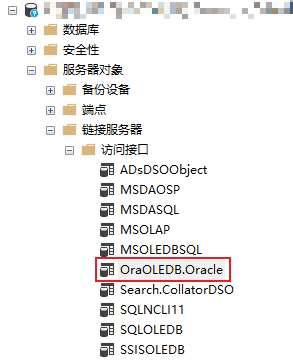 数据库
安全性
服务器对象
备份设备
端点
链接服务器
访问接口
ADsDSOObject
MSDAOSP
MSDASQL
MSOLAP
MSOLEDBSQL
OraOLEDB.Oracle
Search.CollatorDSO
SQLNCLI11
SQLOLEDB
SSISOLEDB